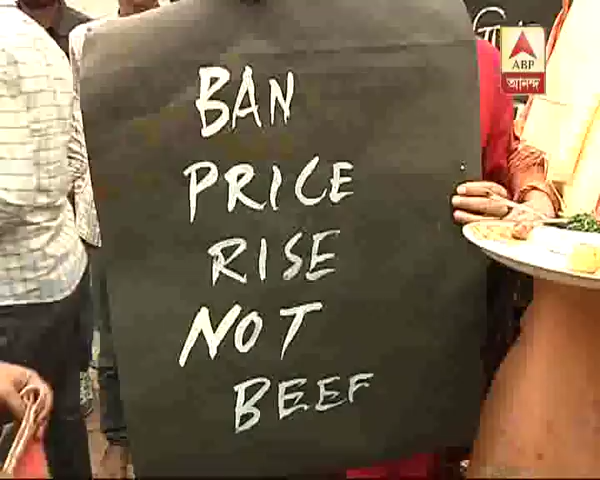 BAN
PRICE
RISE
NOT
BEEF
ABP
আনন্দ